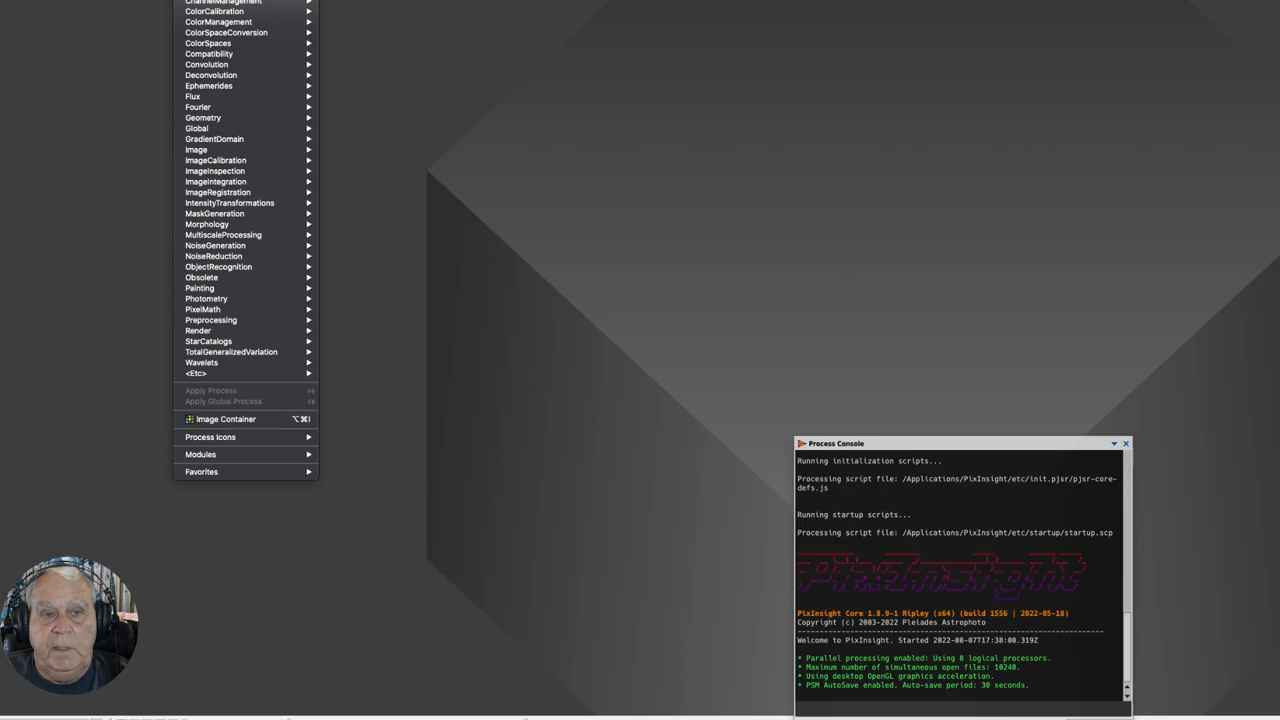 ChannelManagement
ColorCalibration
ColorManagement
ColorSpaceConversion
ColorSpaces
Compatibility
Convolution
Deconvolution
Ephemerides
Flux
Fourier
Geometry
Global
GradientDomain
Image
ImageCalibration
ImageInspection
ImageIntegration
ImageRegistration
IntensityTransformations
MaskGeneration
Morphology
MultiscaleProcessing
NoiseGeneration
NoiseReduction
ObjectRecognition
Obsolete
Painting
Photometry
PixelMath
Preprocessing
Render
StarCatalogs
TotalGeneralizedVariation
Wavelets
<Etc>
Apply Process F5
Apply Global Process F6
Image Container ⌥⌘I
Process Icons
Modules
Favorites
Process Console
Running initialization scripts...
Processing script file: /Applications/PixInsight/etc/init.pjsr/pjsr-core-
defs.js
Running startup scripts...
Processing script file: /Applications/PixInsight/etc/startup/startup.scp
PixInsight
PixInsight Core 1.8.9-1 Ripley (x64) (build 1556 | 2022-05-18)
Copyright (c) 2003-2022 Pleiades Astrophoto
Welcome to PixInsight. Started 2022-08-07T17:38:00.319Z
* Parallel processing enabled: Using 8 logical processors.
* Maximum number of simultaneous open files: 10240.
* Using desktop OpenGL graphics acceleration.
* PSM AutoSave enabled. Auto-save period: 30 seconds.